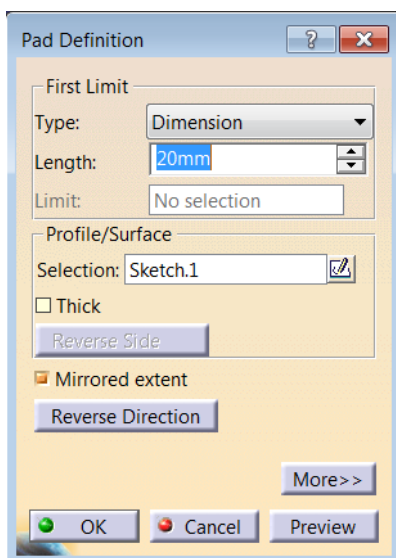 Pad Definition
First Limit
Type: Dimension
Length: 20mm
Limit: No selection
Profile/Surface
Selection: Sketch.1
Thick
Reverse Side
Mirrored extent
Reverse Direction
More>>
OK Cancel Preview